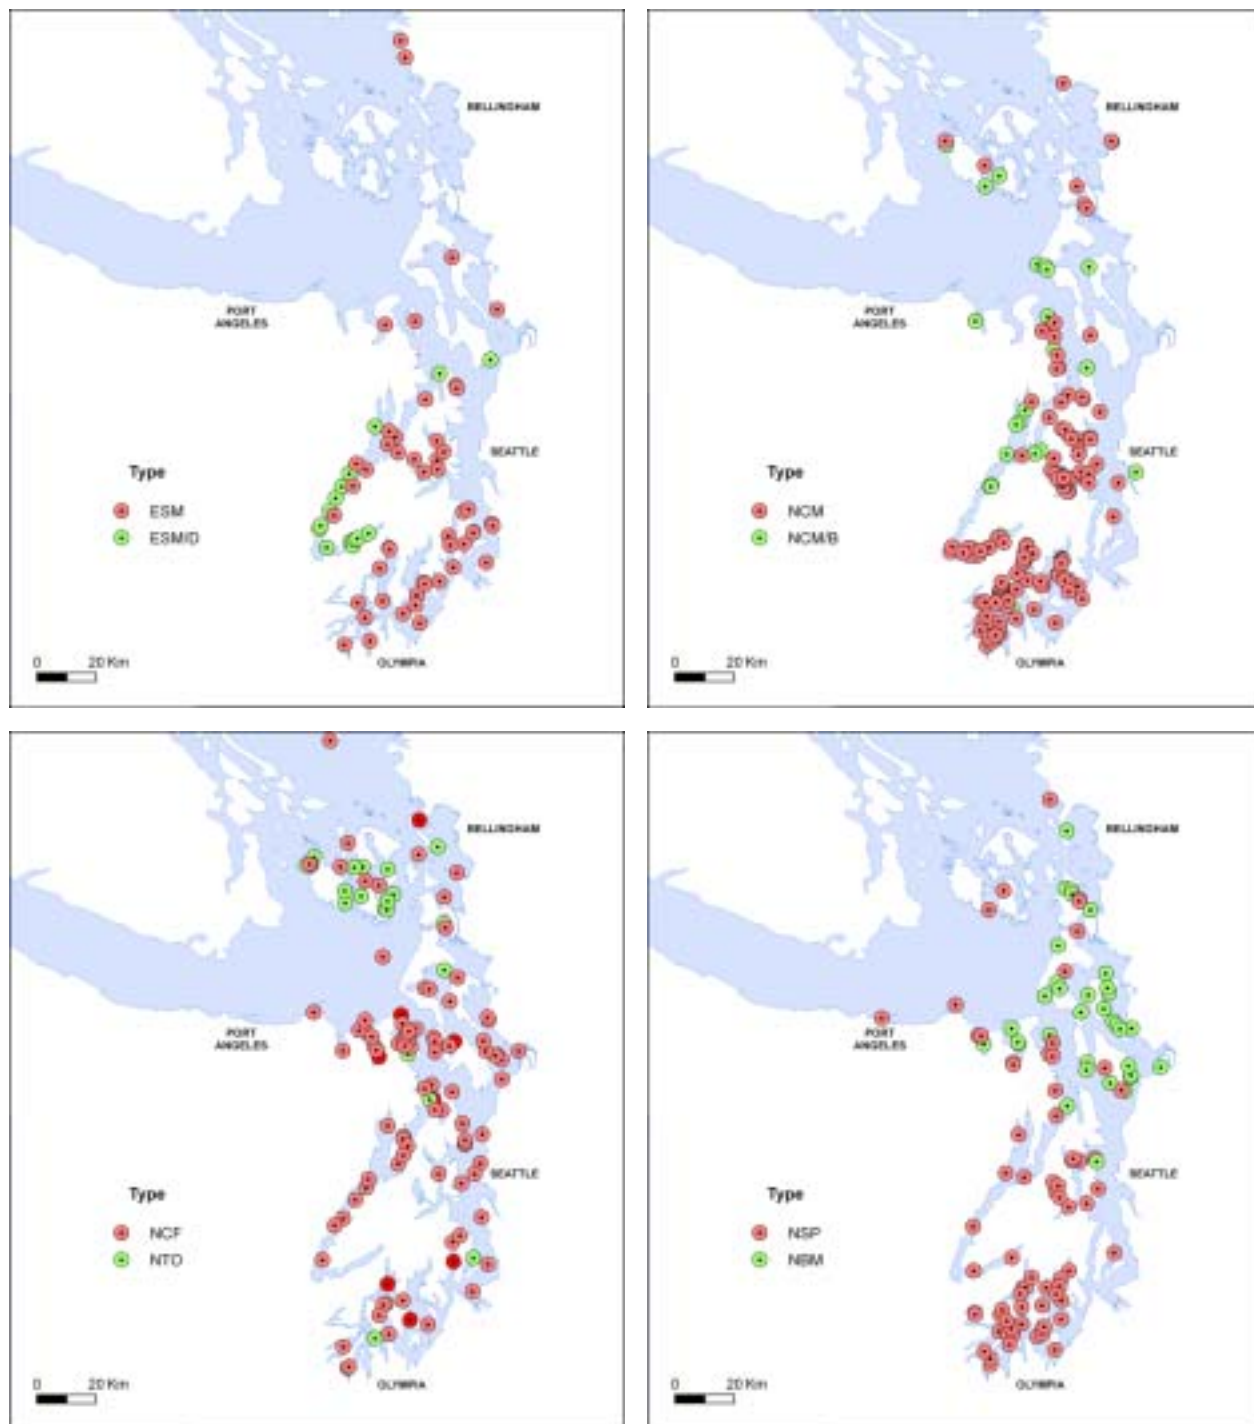 BELLINGHAM
PORT
ANGELES
SEATTLE
Type
ESM
ESM/D
0 20 Km
OLYMPIA
BELLINGHAM
PORT
ANGELES
SEATTLE
Type
NCM
NCM/B
0 20 Km
OLYMPIA
BELLINGHAM
PORT
ANGELES
SEATTLE
Type
NCF
NTD
0 20 Km
OLYMPIA
BELLINGHAM
PORT
ANGELES
SEATTLE
Type
NSP
NBM
0 20 Km
OLYMPIA